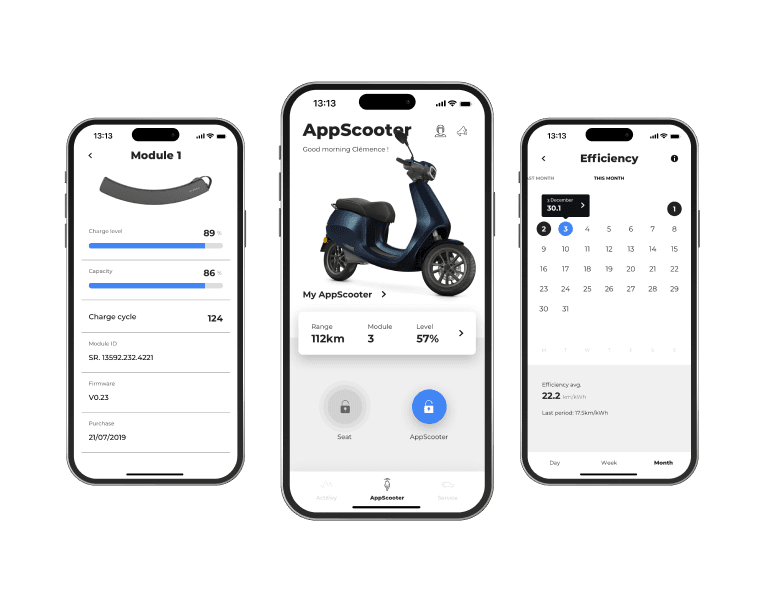 13:13
Module 1
Charge level
89 %
Capacity
86 %
Charge cycle
124
Module ID
SR. 13592.232.4221
Firmware
V0.23
Purchase
21/07/2019
13:13
AppScooter
Good morning Clémence !
My AppScooter
Range Module Level
112km 3 57%
Seat AppScooter
Activity AppScooter Service
13:13
Efficiency
AST MONTH THIS MONTH
3 December
30.1
1
2 3 4 5 6 7 8
9 10 11 12 13 14 15
16 17 18 19 20 21 22
23 24 25 26 27 28 29
30 31
M T W T F S S
Efficiency avg.
22.2 km/kWh
Last period: 17.5km/kWh
Day Week Month